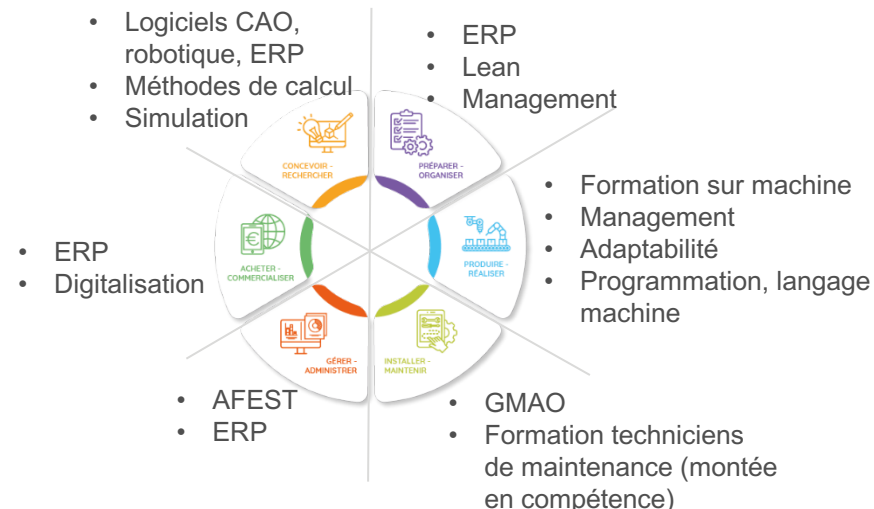 • Logiciels CAO,
robotique, ERP
• Méthodes de calcul
• Simulation
• ERP
• Lean
• Management
CONCEVOIR -
RECHERCHER
PRÉPARER -
ORGANISER
• Formation sur machine
• Management
• Adaptabilité
• Programmation, langage
machine
PRODUIRE -
RÉALISER
€
ACHETER -
COMMERCIALISER
• ERP
• Digitalisation
GÉRER -
ADMINISTRER
INSTALLER -
MAINTENIR
• AFEST
• ERP
• GMAO
• Formation techniciens
de maintenance (montée
en compétence)